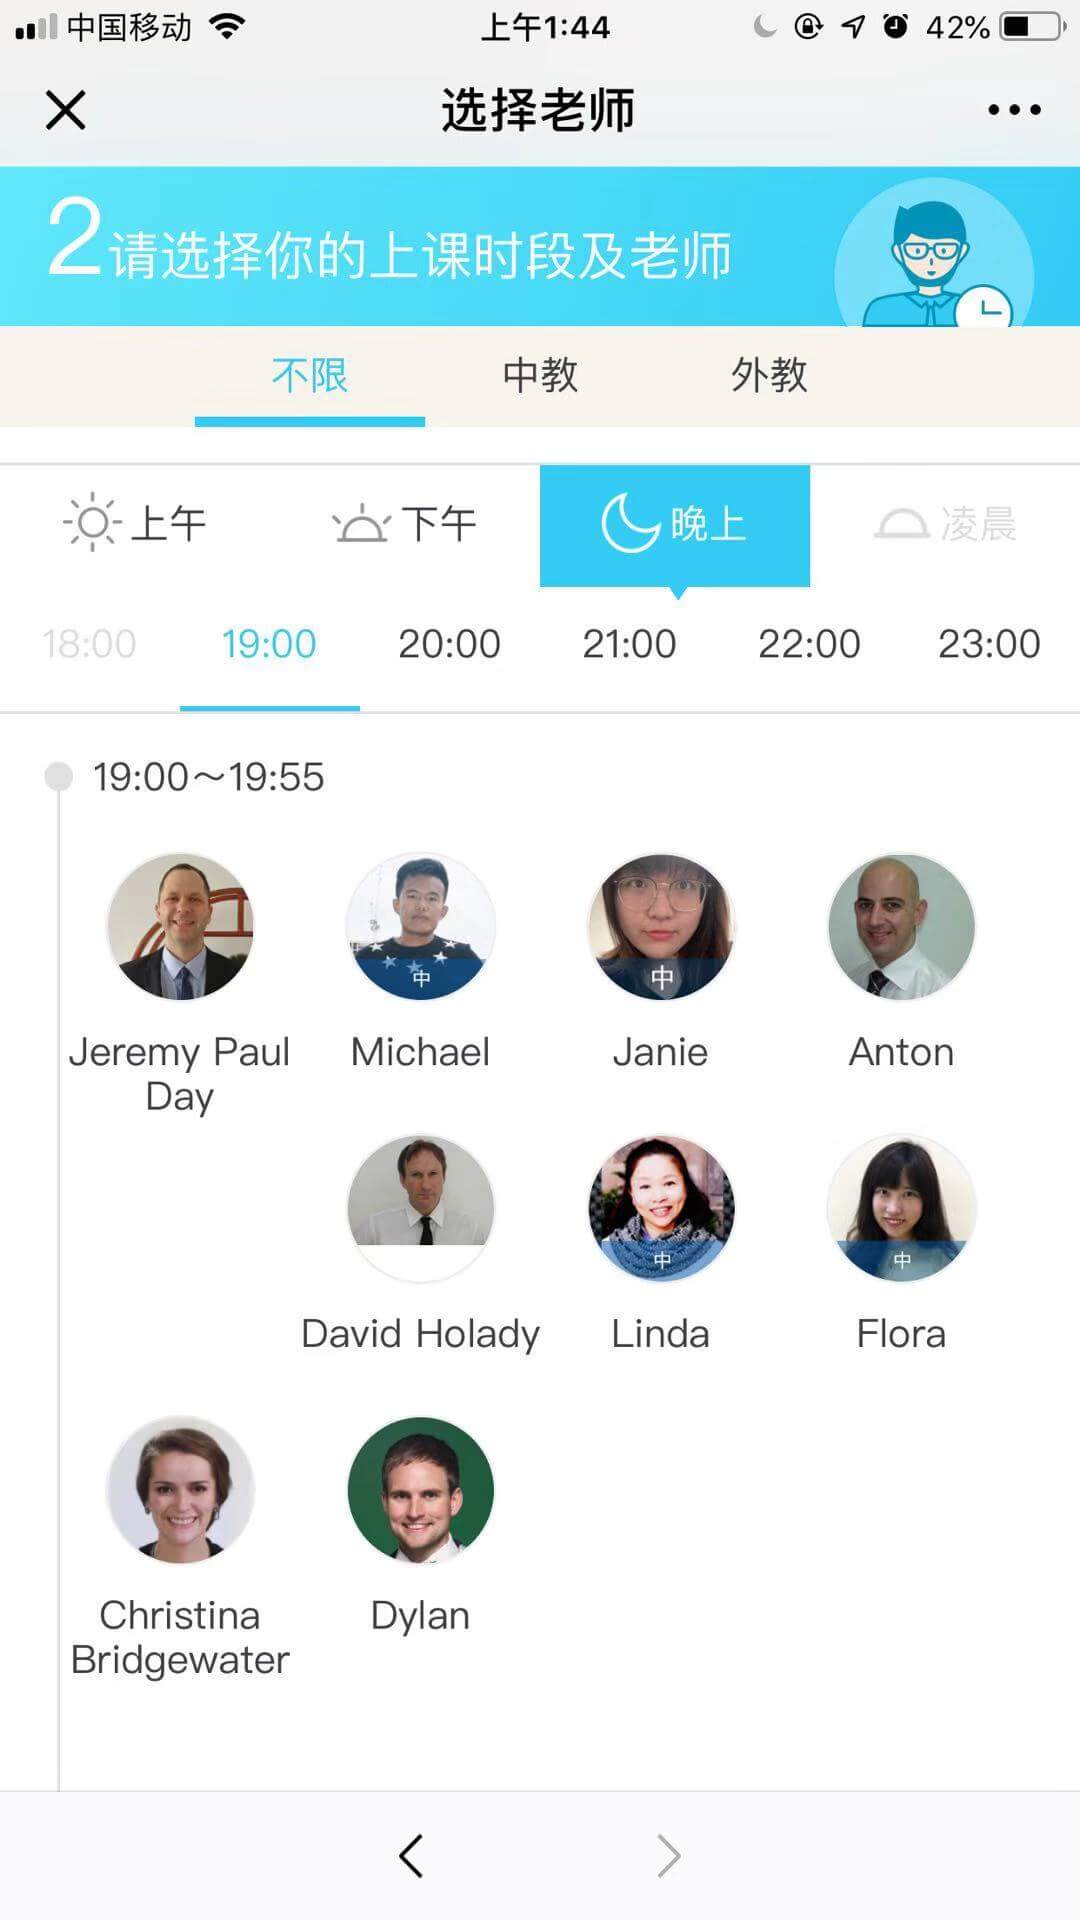 中国移动
上午1:44
42%
选择老师
2请选择你的上课时段及老师
不限
中教
外教
上午
下午
晚上
凌晨
18:00
19:00
20:00
21:00
22:00
23:00
19:00～19:55
中
中
Jeremy Paul
Day
Michael
Janie
Anton
中
中
David Holady
Linda
Flora
Christina
Bridgewater
Dylan